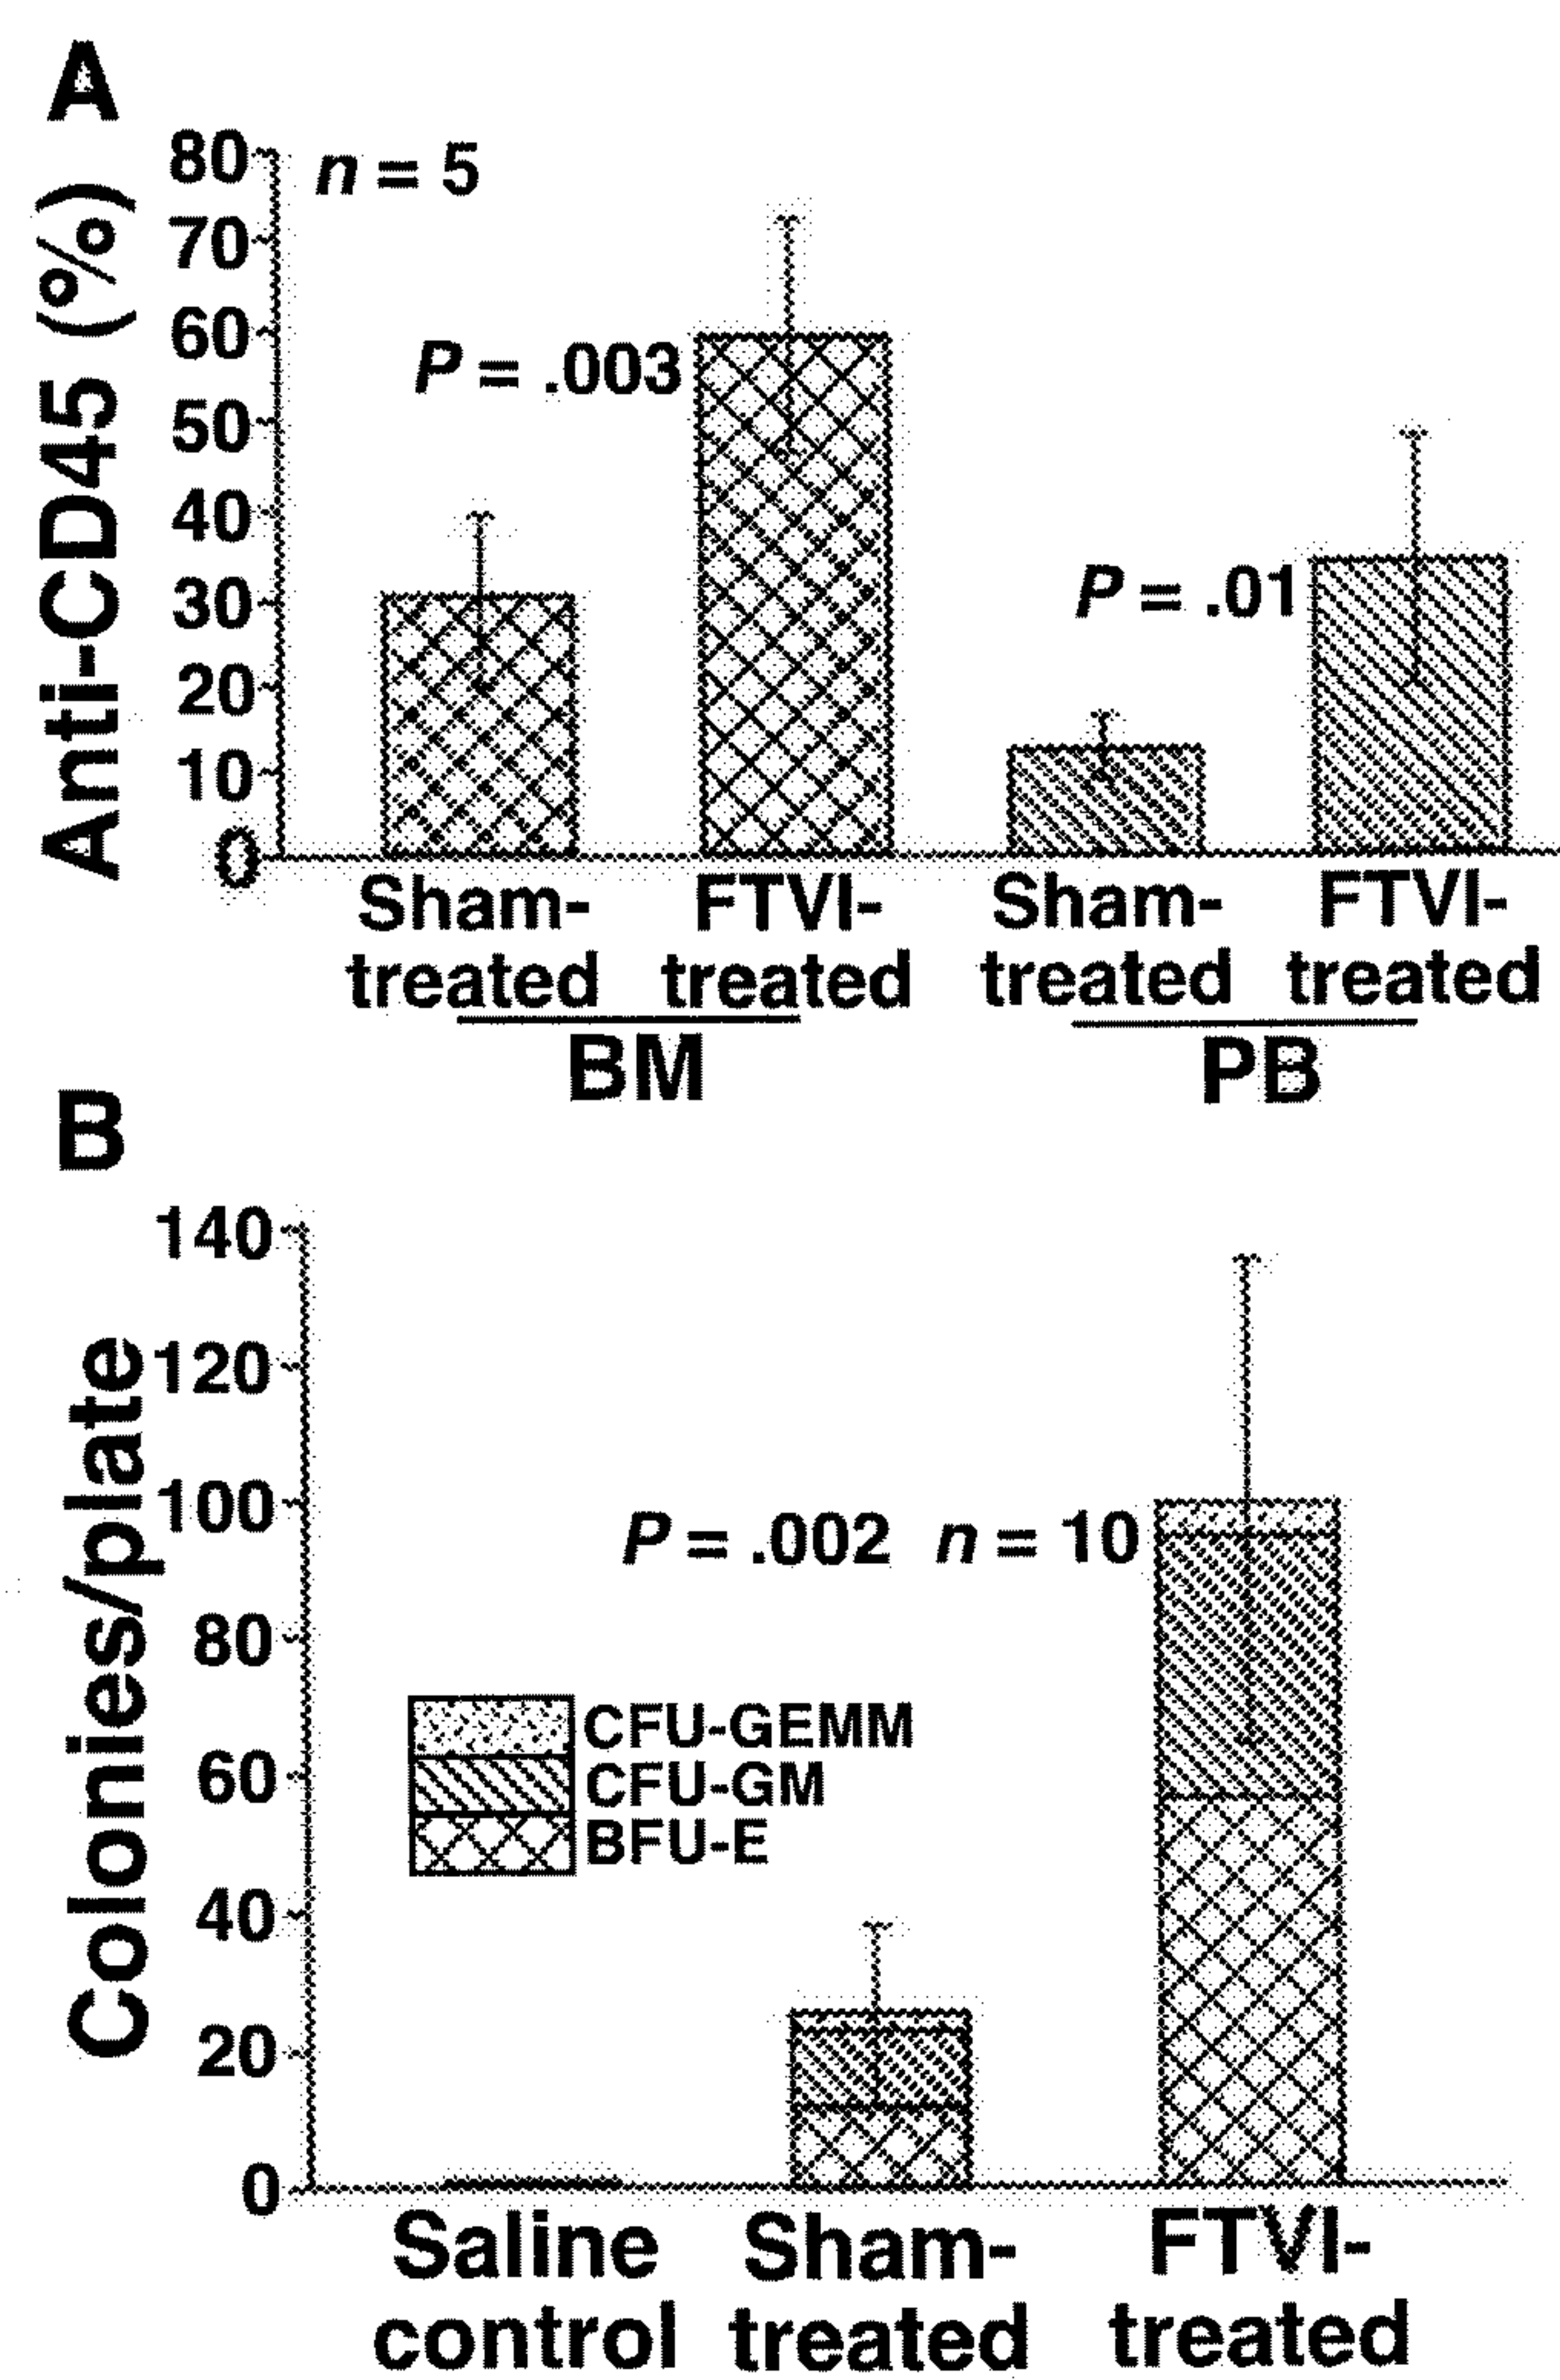 A
80
n = 5
70
60
P = .003
50
40
30
P = .01
20
10
0
Anti-CD45 (%)
Sham-
treated
FTVI-
treated
Sham-
treated
FTVI-
treated
BM
PB
B
140
120
100
P = .002 n = 10
80
60
40
20
0
Colonies/plate
CFU-GEMM
CFU-GM
BFU-E
Saline
control
Sham-
treated
FTVI-
treated